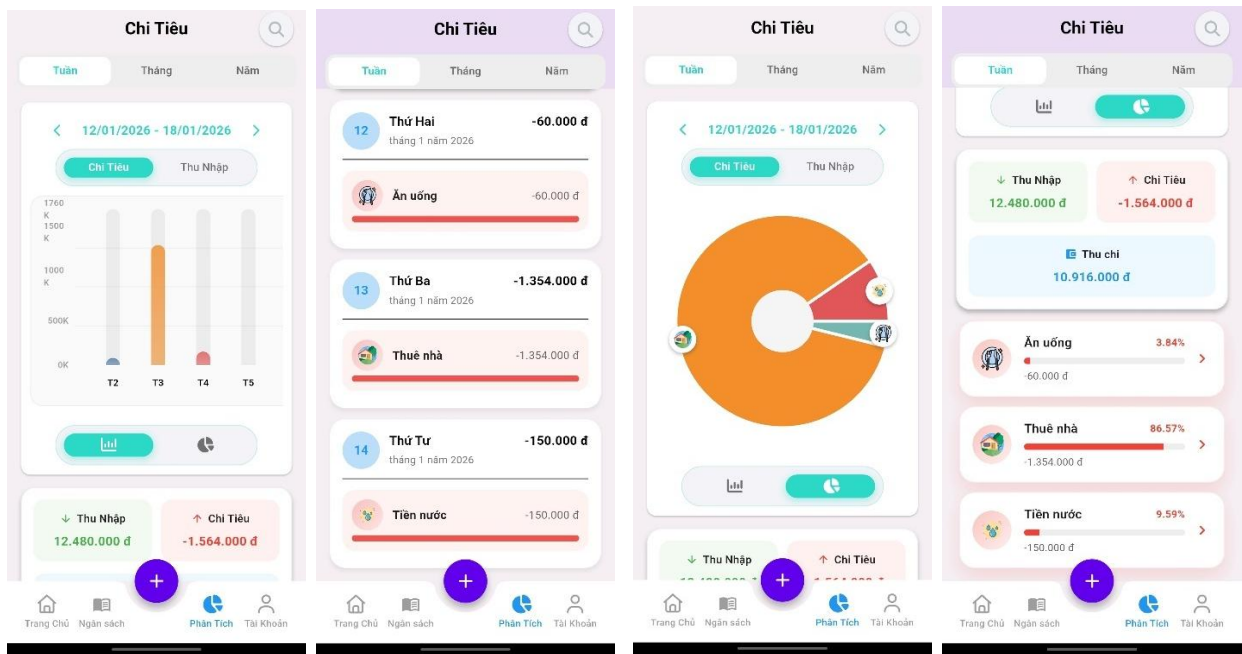 Chi Tiêu
Tuần Tháng Năm
12/01/2026 - 18/01/2026
Chi Tiêu Thu Nhập
1760
K
1500
K
1000
K
500K
0K
T2 T3 T4 T5
Thu Nhập
12.480.000 đ
Chi Tiêu
-1.564.000 đ
+
Trang Chủ Ngân sách Phân Tích Tài Khoản
Chi Tiêu
Tuần Tháng Năm
12 Thứ Hai -60.000 đ
tháng 1 năm 2026
Ăn uống -60.000 đ
13 Thứ Ba -1.354.000 đ
tháng 1 năm 2026
Thuê nhà -1.354.000 đ
14 Thứ Tư -150.000 đ
tháng 1 năm 2026
Tiền nước -150.000 đ
+
Trang Chủ Ngân sách Phân Tích Tài Khoản
Chi Tiêu
Tuần Tháng Năm
12/01/2026 - 18/01/2026
Chi Tiêu Thu Nhập
Thu Nhập Chi Tiêu
+
Trang Chủ Ngân sách Phân Tích Tài Khoản
Chi Tiêu
Tuần Tháng Năm
Thu Nhập
12.480.000 đ
Chi Tiêu
-1.564.000 đ
Thu chi
10.916.000 đ
Ăn uống 3.84%
-60.000 đ
Thuê nhà 86.57%
-1.354.000 đ
Tiền nước 9.59%
-150.000 đ
+
Trang Chủ Ngân sách Phân Tích Tài Khoản